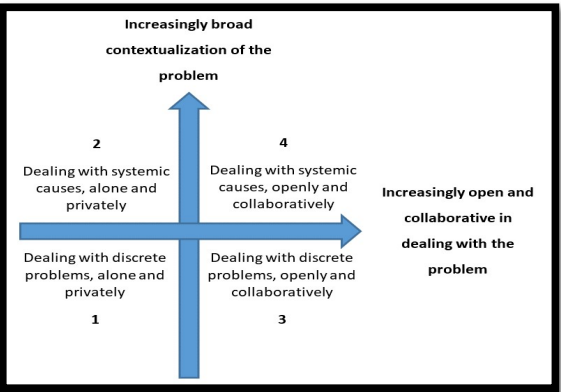 Increasingly broad
contextualization of the
problem
2
Dealing with systemic
causes, alone and
privately
4
Dealing with systemic
causes, openly and
collaboratively
Increasingly open and
collaborative in
dealing with the
problem
Dealing with discrete
problems, alone and
privately
1
Dealing with discrete
problems, openly and
collaboratively
3